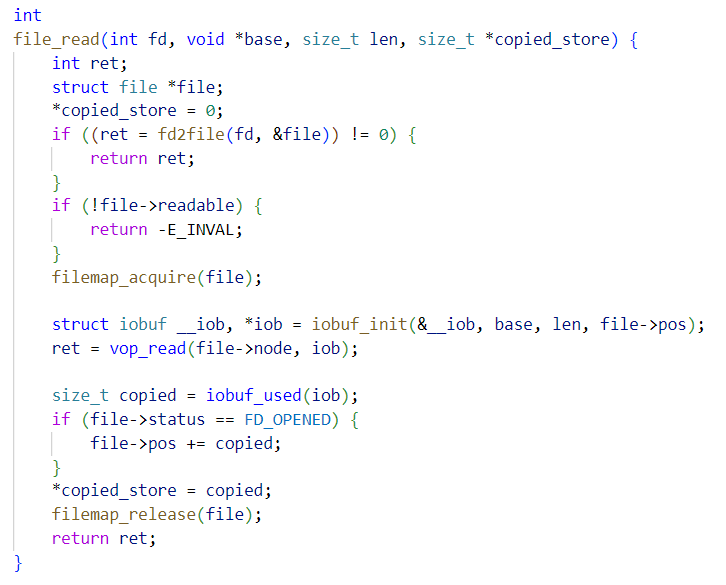 int
file_read(int fd, void *base, size_t len, size_t *copied_store) {
    int ret;
    struct file *file;
    *copied_store = 0;
    if ((ret = fd2file(fd, &file)) != 0) {
        return ret;
    }
    if (!file->readable) {
        return -E_INVAL;
    }
    filemap_acquire(file);

    struct iobuf __iob, *iob = iobuf_init(&__iob, base, len, file->pos);
    ret = vop_read(file->node, iob);

    size_t copied = iobuf_used(iob);
    if (file->status == FD_OPENED) {
        file->pos += copied;
    }
    *copied_store = copied;
    filemap_release(file);
    return ret;
}